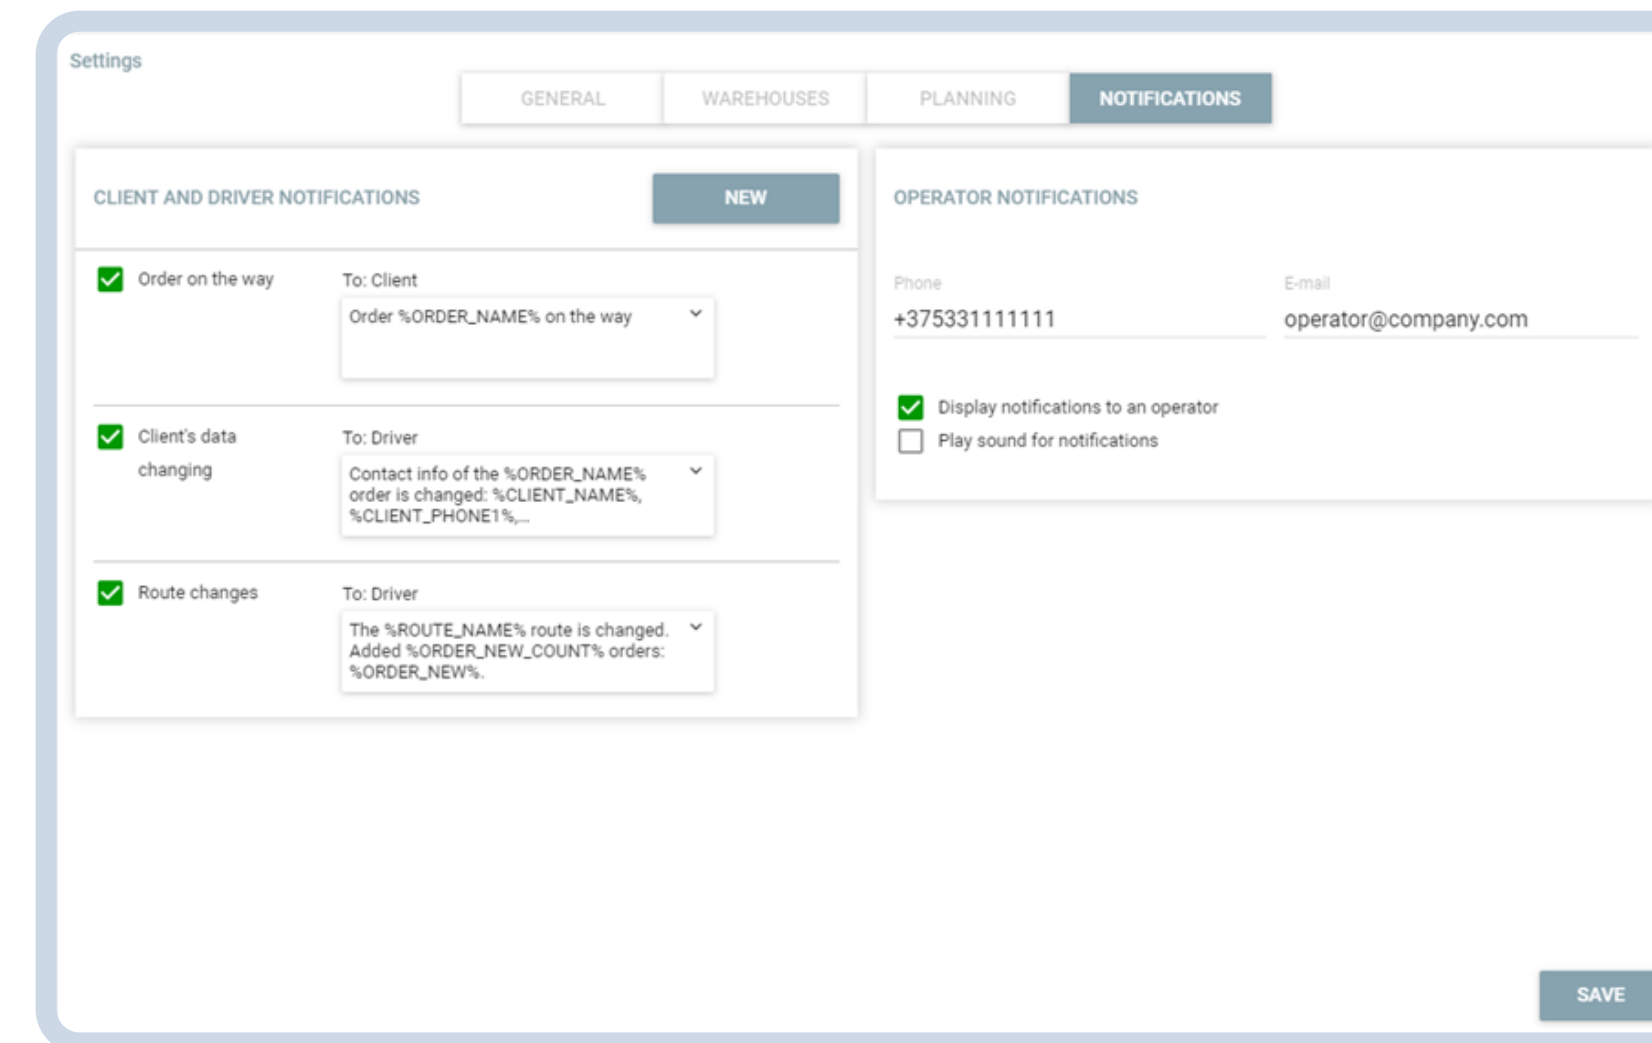 Settings
GENERAL
WAREHOUSES
PLANNING
NOTIFICATIONS
CLIENT AND DRIVER NOTIFICATIONS
NEW
Order on the way
To: Client
Order %ORDER_NAME% on the way
Client's data
changing
To: Driver
Contact info of the %ORDER_NAME%
order is changed: %CLIENT_NAME%,
%CLIENT_PHONE1%,...
Route changes
To: Driver
The %ROUTE_NAME% route is changed.
Added %ORDER_NEW_COUNT% orders:
%ORDER_NEW%.
OPERATOR NOTIFICATIONS
Phone
+375331111111
E-mail
operator@company.com
Display notifications to an operator
Play sound for notifications
SAVE